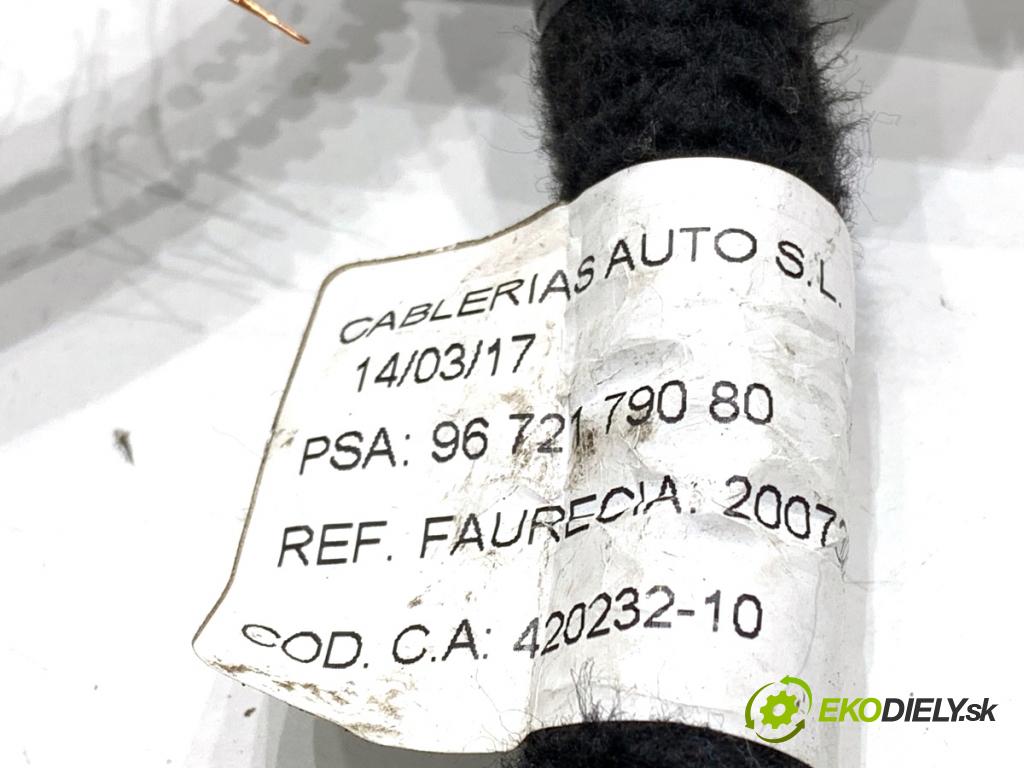 CABLERIAS AUTO S.L.
14/03/17
PSA: 96 721 790 80
REF. FAURECIA: 2007
COD. C.A: 420232-10
EKODIELY.sk